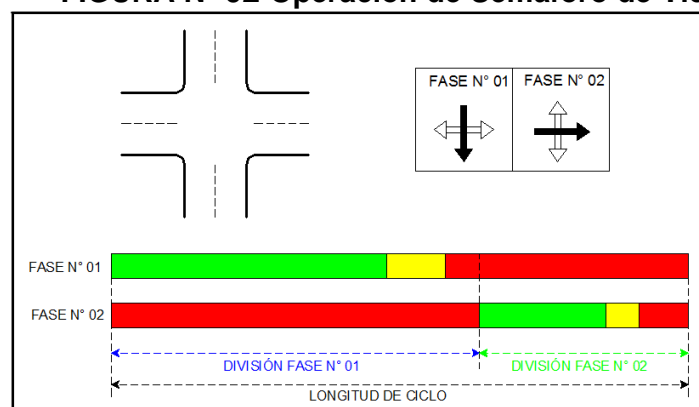 FASE N° 01 FASE N° 02
FASE N° 01
FASE N° 02
DIVISIÓN FASE N° 01 DIVISIÓN FASE N° 02
LONGITUD DE CICLO